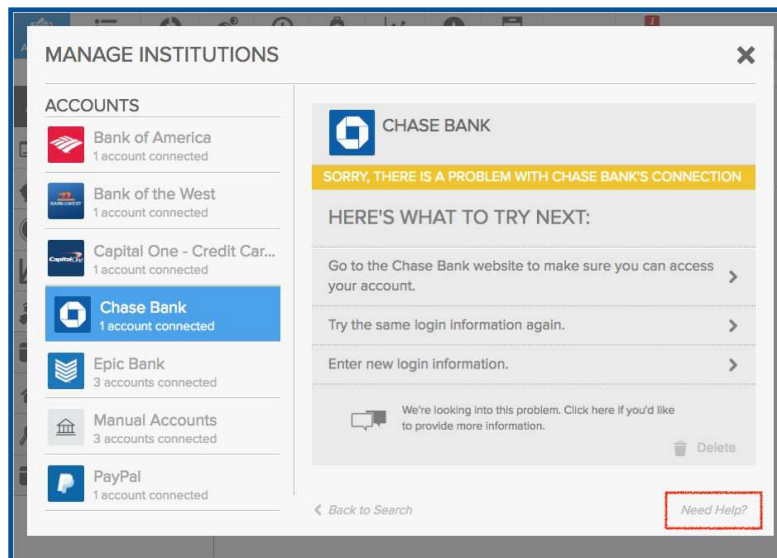 MANAGE INSTITUTIONS
ACCOUNTS
Bank of America
1 account connected
Bank of the West
1 account connected
Capital One - Credit Car...
1 account connected
Chase Bank
1 account connected
Epic Bank
3 accounts connected
Manual Accounts
3 accounts connected
PayPal
1 account connected
CHASE BANK
SORRY, THERE IS A PROBLEM WITH CHASE BANK'S CONNECTION
HERE'S WHAT TO TRY NEXT:
Go to the Chase Bank website to make sure you can access
your account.
Try the same login information again.
Enter new login information.
We're looking into this problem. Click here if you'd like
to provide more information.
Delete
Back to Search
Need Help?